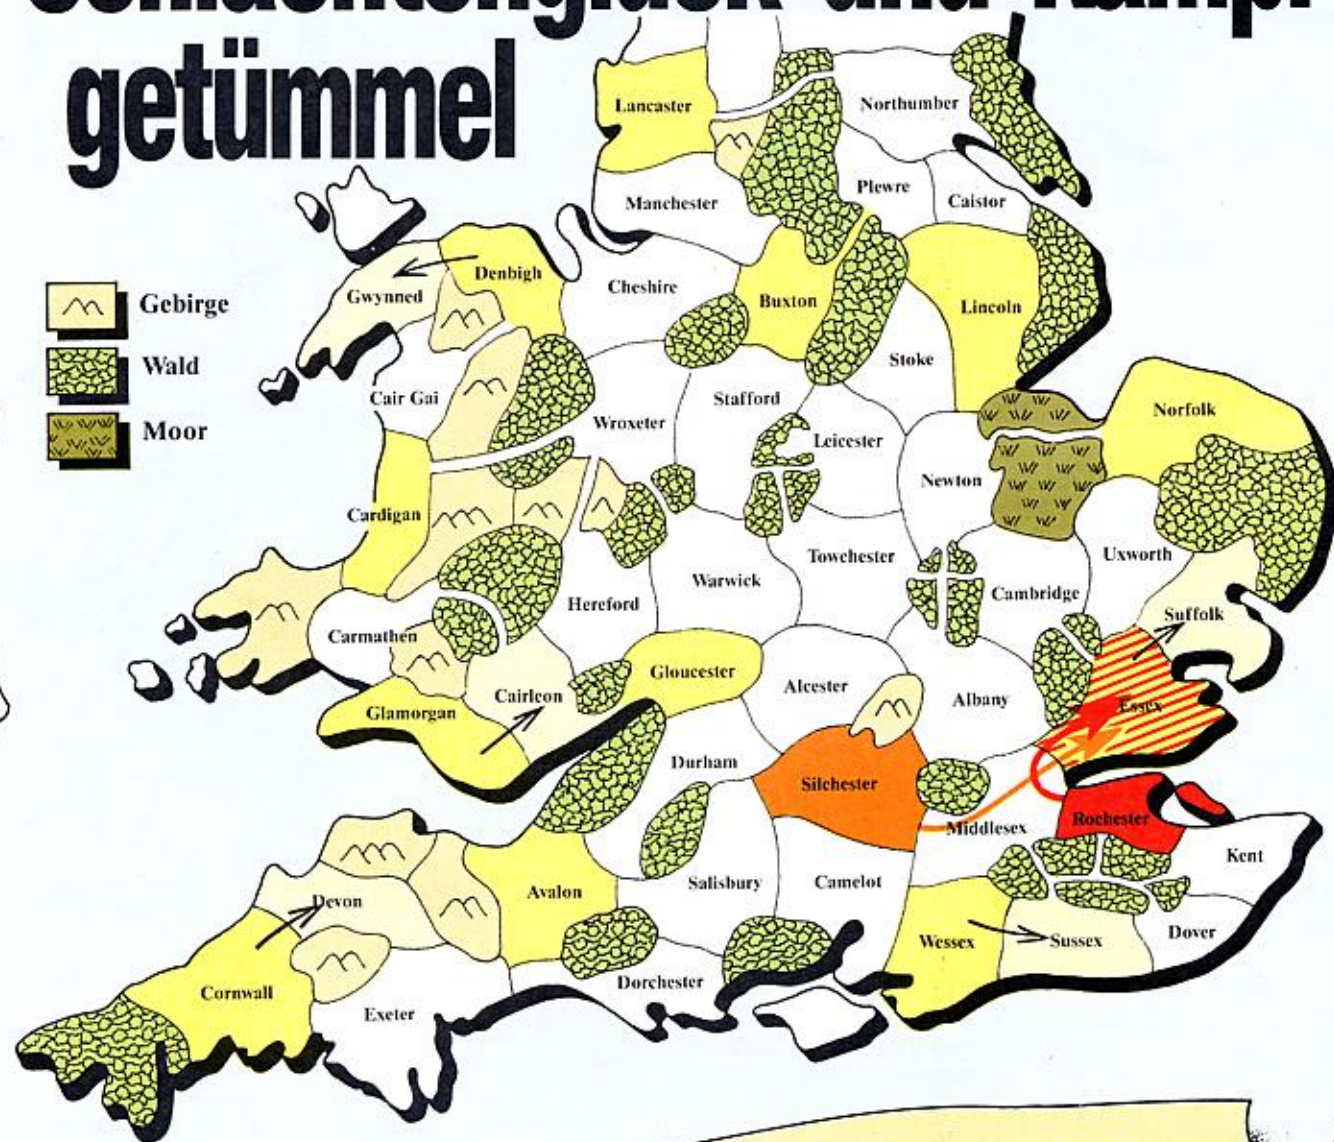 getümmel
Lancaster
Northumber
Plewre
Caistor
Manchester
Denbigh
Gwynned
Cheshire
Buxton
Lincoln
Gebirge
Wald
Moor
Stoke
Cair Gai
Stafford
Wroxeter
Leicester
Norfolk
Newton
Cardigan
Uxworth
Towchester
Warwick
Cambridge
Hereford
Suffolk
Carmathen
Gloucester
Alcester
Albany
Cairleon
Glamorgan
Essex
Durham
Silchester
Rochester
Middlesex
Kent
Salisbury
Camelot
Avalon
Devon
Wessex
Sussex
Dover
Dorchester
Cornwall
Exeter